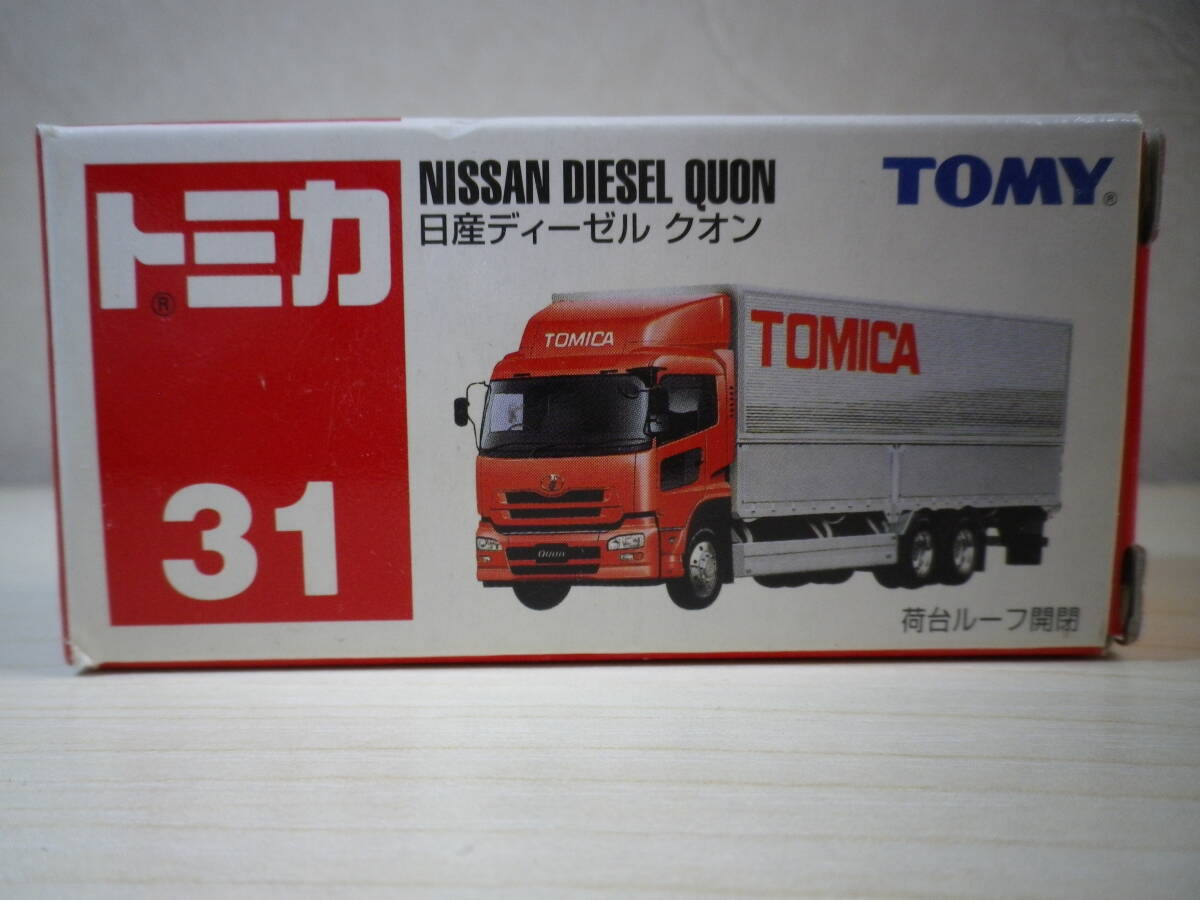 トミカ
®
31
NISSAN DIESEL QUON
日産ディーゼル クオン
TOMY®
TOMICA
TOMICA
Quon
荷台ルーフ開閉